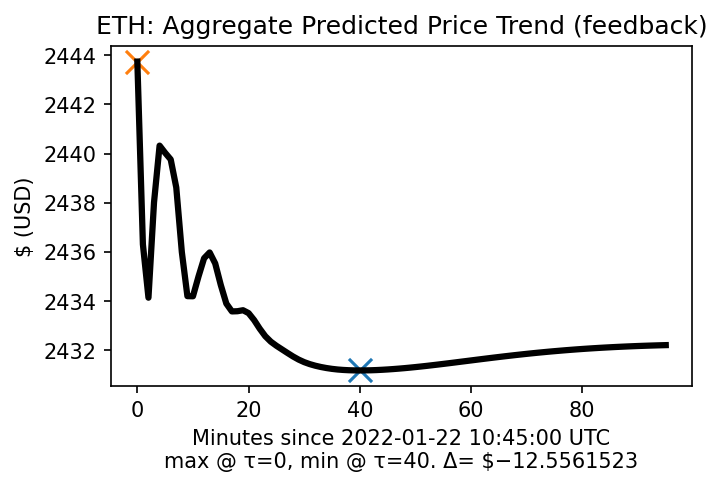 ETH: Aggregate Predicted Price Trend (feedback)
2444
2442
2440
2438
2436
2434
2432
$ (USD)
0 20 40 60 80
Minutes since 2022-01-22 10:45:00 UTC
max @ τ=0, min @ τ=40. Δ= $−12.5561523